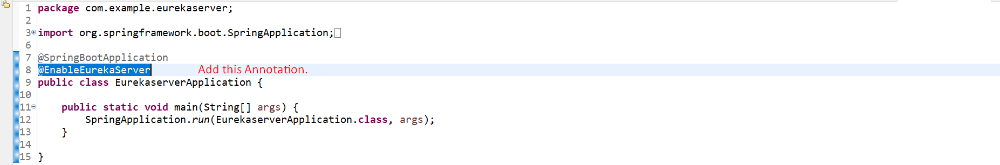 1 package com.example.eurekaserver;
2
3 import org.springframework.boot.SpringApplication;
6
7 @SpringBootApplication
8 @EnableEurekaServer Add this Annotation.
9 public class EurekaserverApplication {
10
11 public static void main(String[] args) {
12 SpringApplication.run(EurekaserverApplication.class, args);
13 }
14
15 }